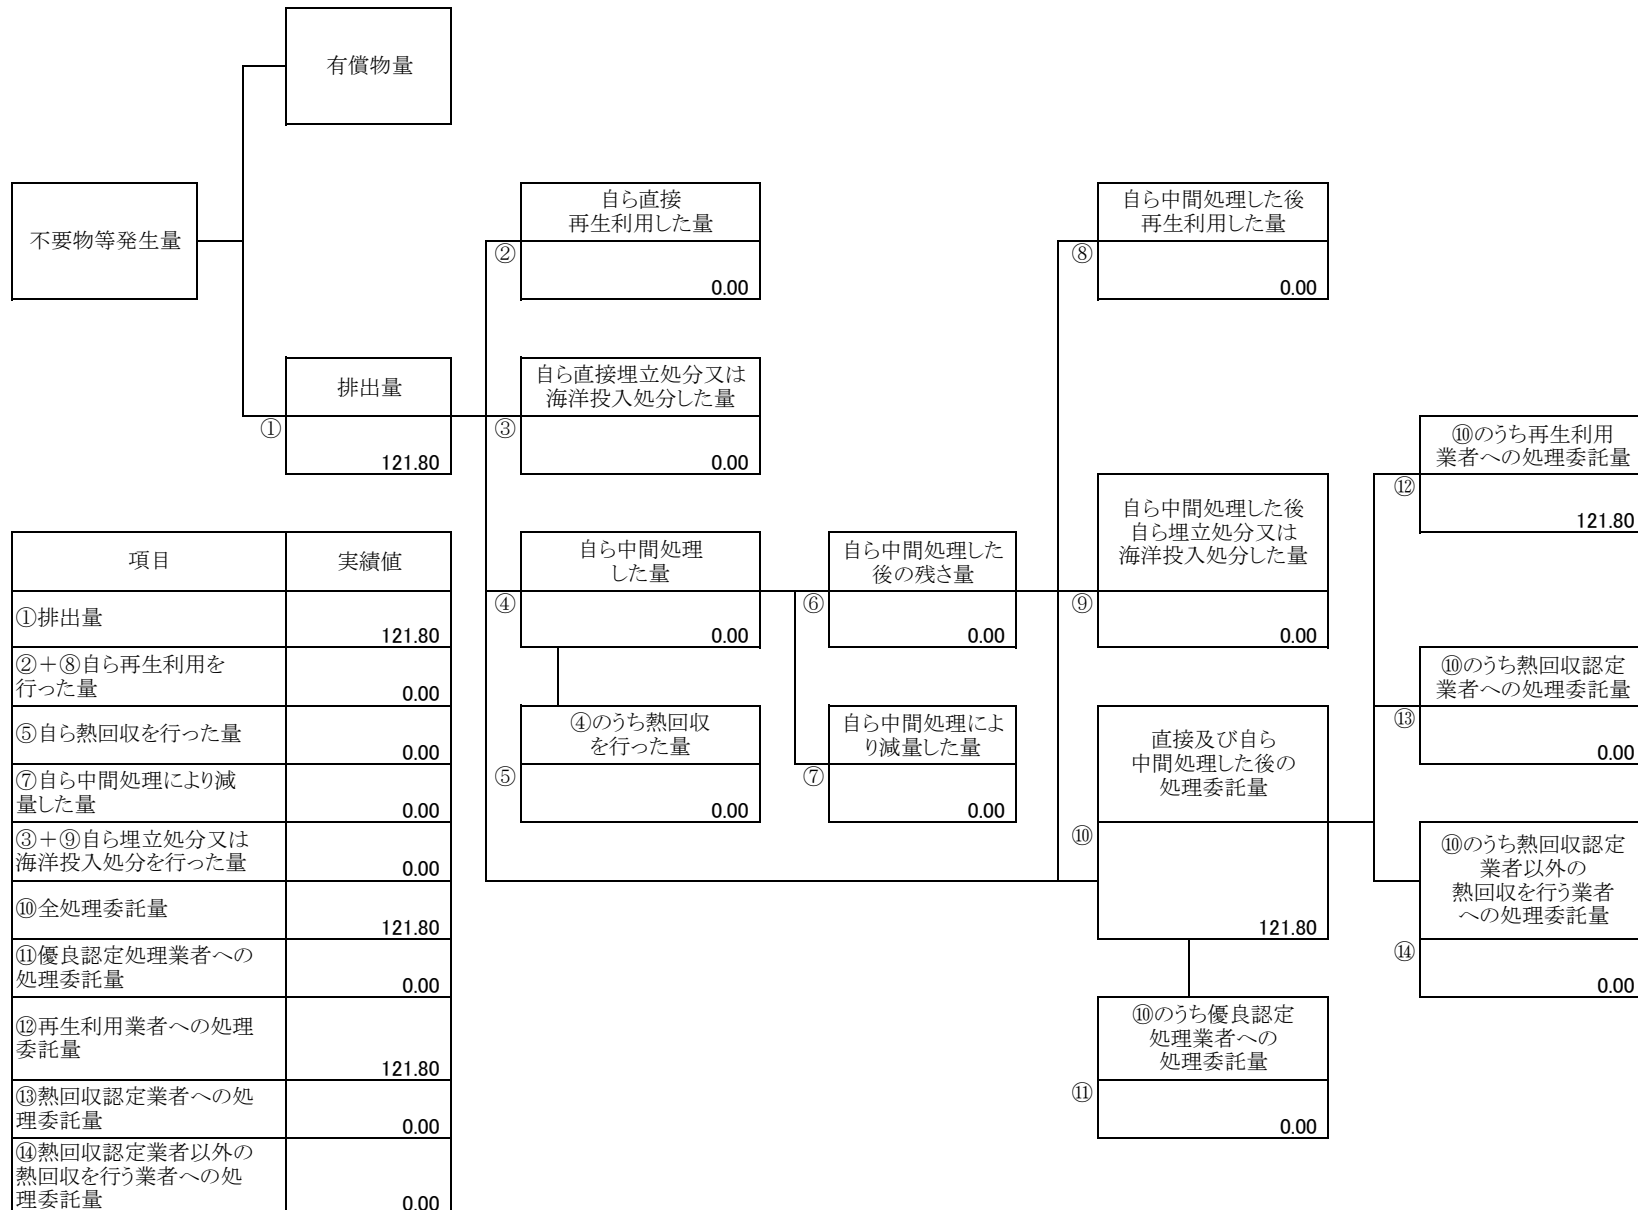 有償物量
不要物等発生量
自ら直接
再生利用した量
②
0.00
自ら中間処理した後
再生利用した量
⑧
0.00
排出量
①
121.80
自ら直接埋立処分又は
海洋投入処分した量
③
0.00
⑩のうち再生利用
業者への処理委託量
⑫
121.80
自ら中間処理
した量
④
0.00
自ら中間処理した
後の残さ量
⑥
0.00
自ら中間処理した後
自ら埋立処分又は
海洋投入処分した量
⑨
0.00
⑩のうち熱回収認定
業者への処理委託量
⑬
0.00
④のうち熱回収
を行った量
⑤
0.00
自ら中間処理によ
り減量した量
⑦
0.00
直接及び自ら
中間処理した後の
処理委託量
⑩
121.80
⑩のうち熱回収認定
業者以外の
熱回収を行う業者
への処理委託量
⑭
0.00
⑩のうち優良認定
処理業者への
処理委託量
⑪
0.00
項目 実績値
①排出量
121.80
②+⑧自ら再生利用を
行った量 0.00
⑤自ら熱回収を行った量
0.00
⑦自ら中間処理により減
量した量 0.00
③+⑨自ら埋立処分又は
海洋投入処分を行った量 0.00
⑩全処理委託量
121.80
⑪優良認定処理業者への
処理委託量 0.00
⑫再生利用業者への処理
委託量
121.80
⑬熱回収認定業者への処
理委託量 0.00
⑭熱回収認定業者以外の
熱回収を行う業者への処
理委託量 0.00